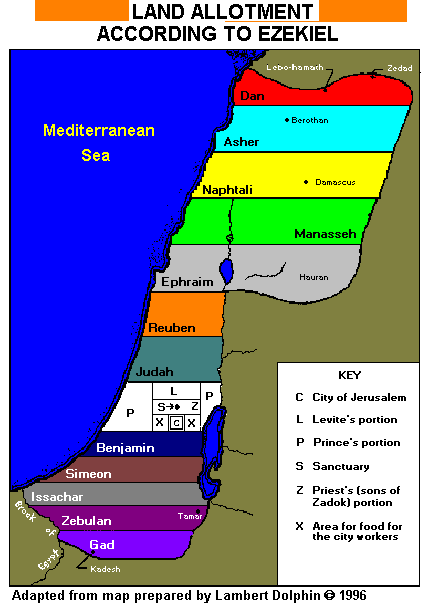 LAND ALLOTMENT
ACCORDING TO EZEKIEL
Lebo-hamath
Zedad
Dan
Berothan
Asher
Mediterranean
Sea
Damascus
Naphtali
Manasseh
Ephraim
Hauran
Reuben
Judah
L
P
P
S
Z
X
C
X
Benjamin
Simeon
Issachar
Zebulan
Tamar
Gad
Brook of Egypt
Kadesh
KEY
C City of Jerusalem
L Levite's portion
P Prince's portion
S Sanctuary
Z Priest's (sons of
Zadok) portion
X Area for food for
the city workers
Adapted from map prepared by Lambert Dolphin © 1996